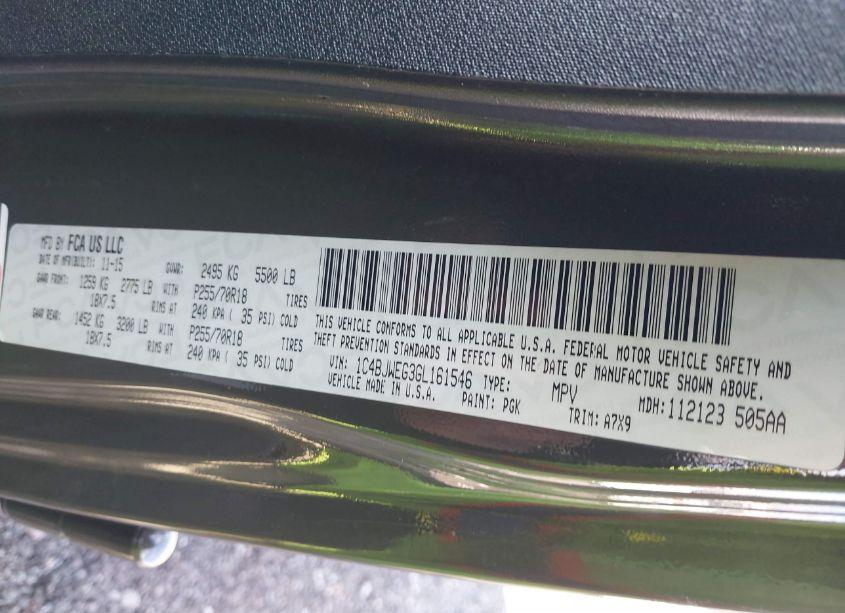 MFD BY FCA US LLC
DATE OF MFD(BUILT): 11-15 GVWR: 2495 KG 5500 LB
GAWR FRONT: 1259 KG 2775 LB WITH P255/70R18 TIRES
18X7.5 RIMS AT 240 KPA ( 35 PSI) COLD
GAWR REAR: 1452 KG 3200 LB WITH P255/70R18 TIRES
18X7.5 RIMS AT 240 KPA ( 35 PSI) COLD
THIS VEHICLE CONFORMS TO ALL APPLICABLE U.S.A. FEDERAL MOTOR VEHICLE SAFETY AND
THEFT PREVENTION STANDARDS IN EFFECT ON THE DATE OF MANUFACTURE SHOWN ABOVE.
VIN: 1C4BJWEG3GL161546 TYPE: MPV MDH: 112123 505AA
VEHICLE MADE IN U.S.A. PAINT: PGK TRIM: A7X9